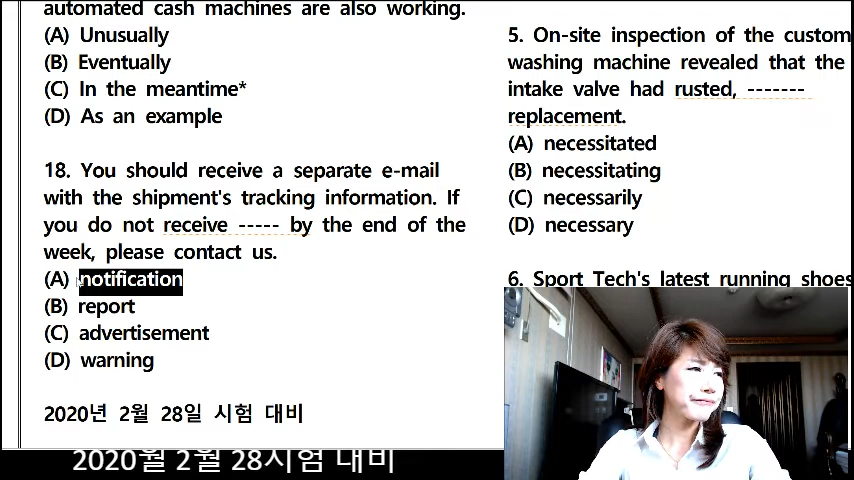 automated cash machines are also working.
(A) Unusually
(B) Eventually
(C) In the meantime*
(D) As an example
18. You should receive a separate e-mail
with the shipment's tracking information. If
you do not receive ----- by the end of the
week, please contact us.
(A) notification
(B) report
(C) advertisement
(D) warning
2020년 2월 28일 시험 대비
5. On-site inspection of the custom
washing machine revealed that the
intake valve had rusted, -------
replacement.
(A) necessitated
(B) necessitating
(C) necessarily
(D) necessary
6. Sport Tech's latest running shoes
2020월 2월 28시험 대비